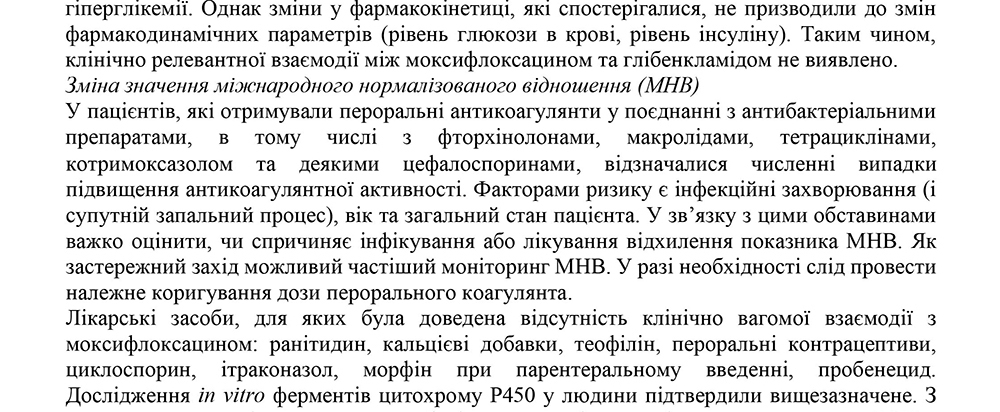 гіперглікемії. Однак зміни у фармакокінетиці, які спостерігалися, не призводили до змін
фармакодинамічних параметрів (рівень глюкози в крові, рівень інсуліну). Таким чином,
клінічно релевантної взаємодії між моксифлоксацином та глібенкламідом не виявлено.
Зміна значення міжнародного нормалізованого відношення (МНВ)
У пацієнтів, які отримували пероральні антикоагулянти у поєднанні з антибактеріальними
препаратами, в тому числі з фторхінолонами, макролідами, тетрациклінами,
котримоксазолом та деякими цефалоспоринами, відзначалися численні випадки
підвищення антикоагулянтної активності. Факторами ризику є інфекційні захворювання (і
супутній запальний процес), вік та загальний стан пацієнта. У зв’язку з цими обставинами
важко оцінити, чи спричиняє інфікування або лікування відхилення показника МНВ. Як
застережний захід можливий частіший моніторинг МНВ. У разі необхідності слід провести
належне коригування дози перорального коагулянта.
Лікарські засоби, для яких була доведена відсутність клінічно вагомої взаємодії з
моксифлоксацином: ранітидин, кальцієві добавки, теофілін, пероральні контрацептиви,
циклоспорин, ітраконазол, морфін при парентеральному введенні, пробенецид.
Дослідження in vitro ферментів цитохрому P450 у людини підтвердили вищезазначене. З